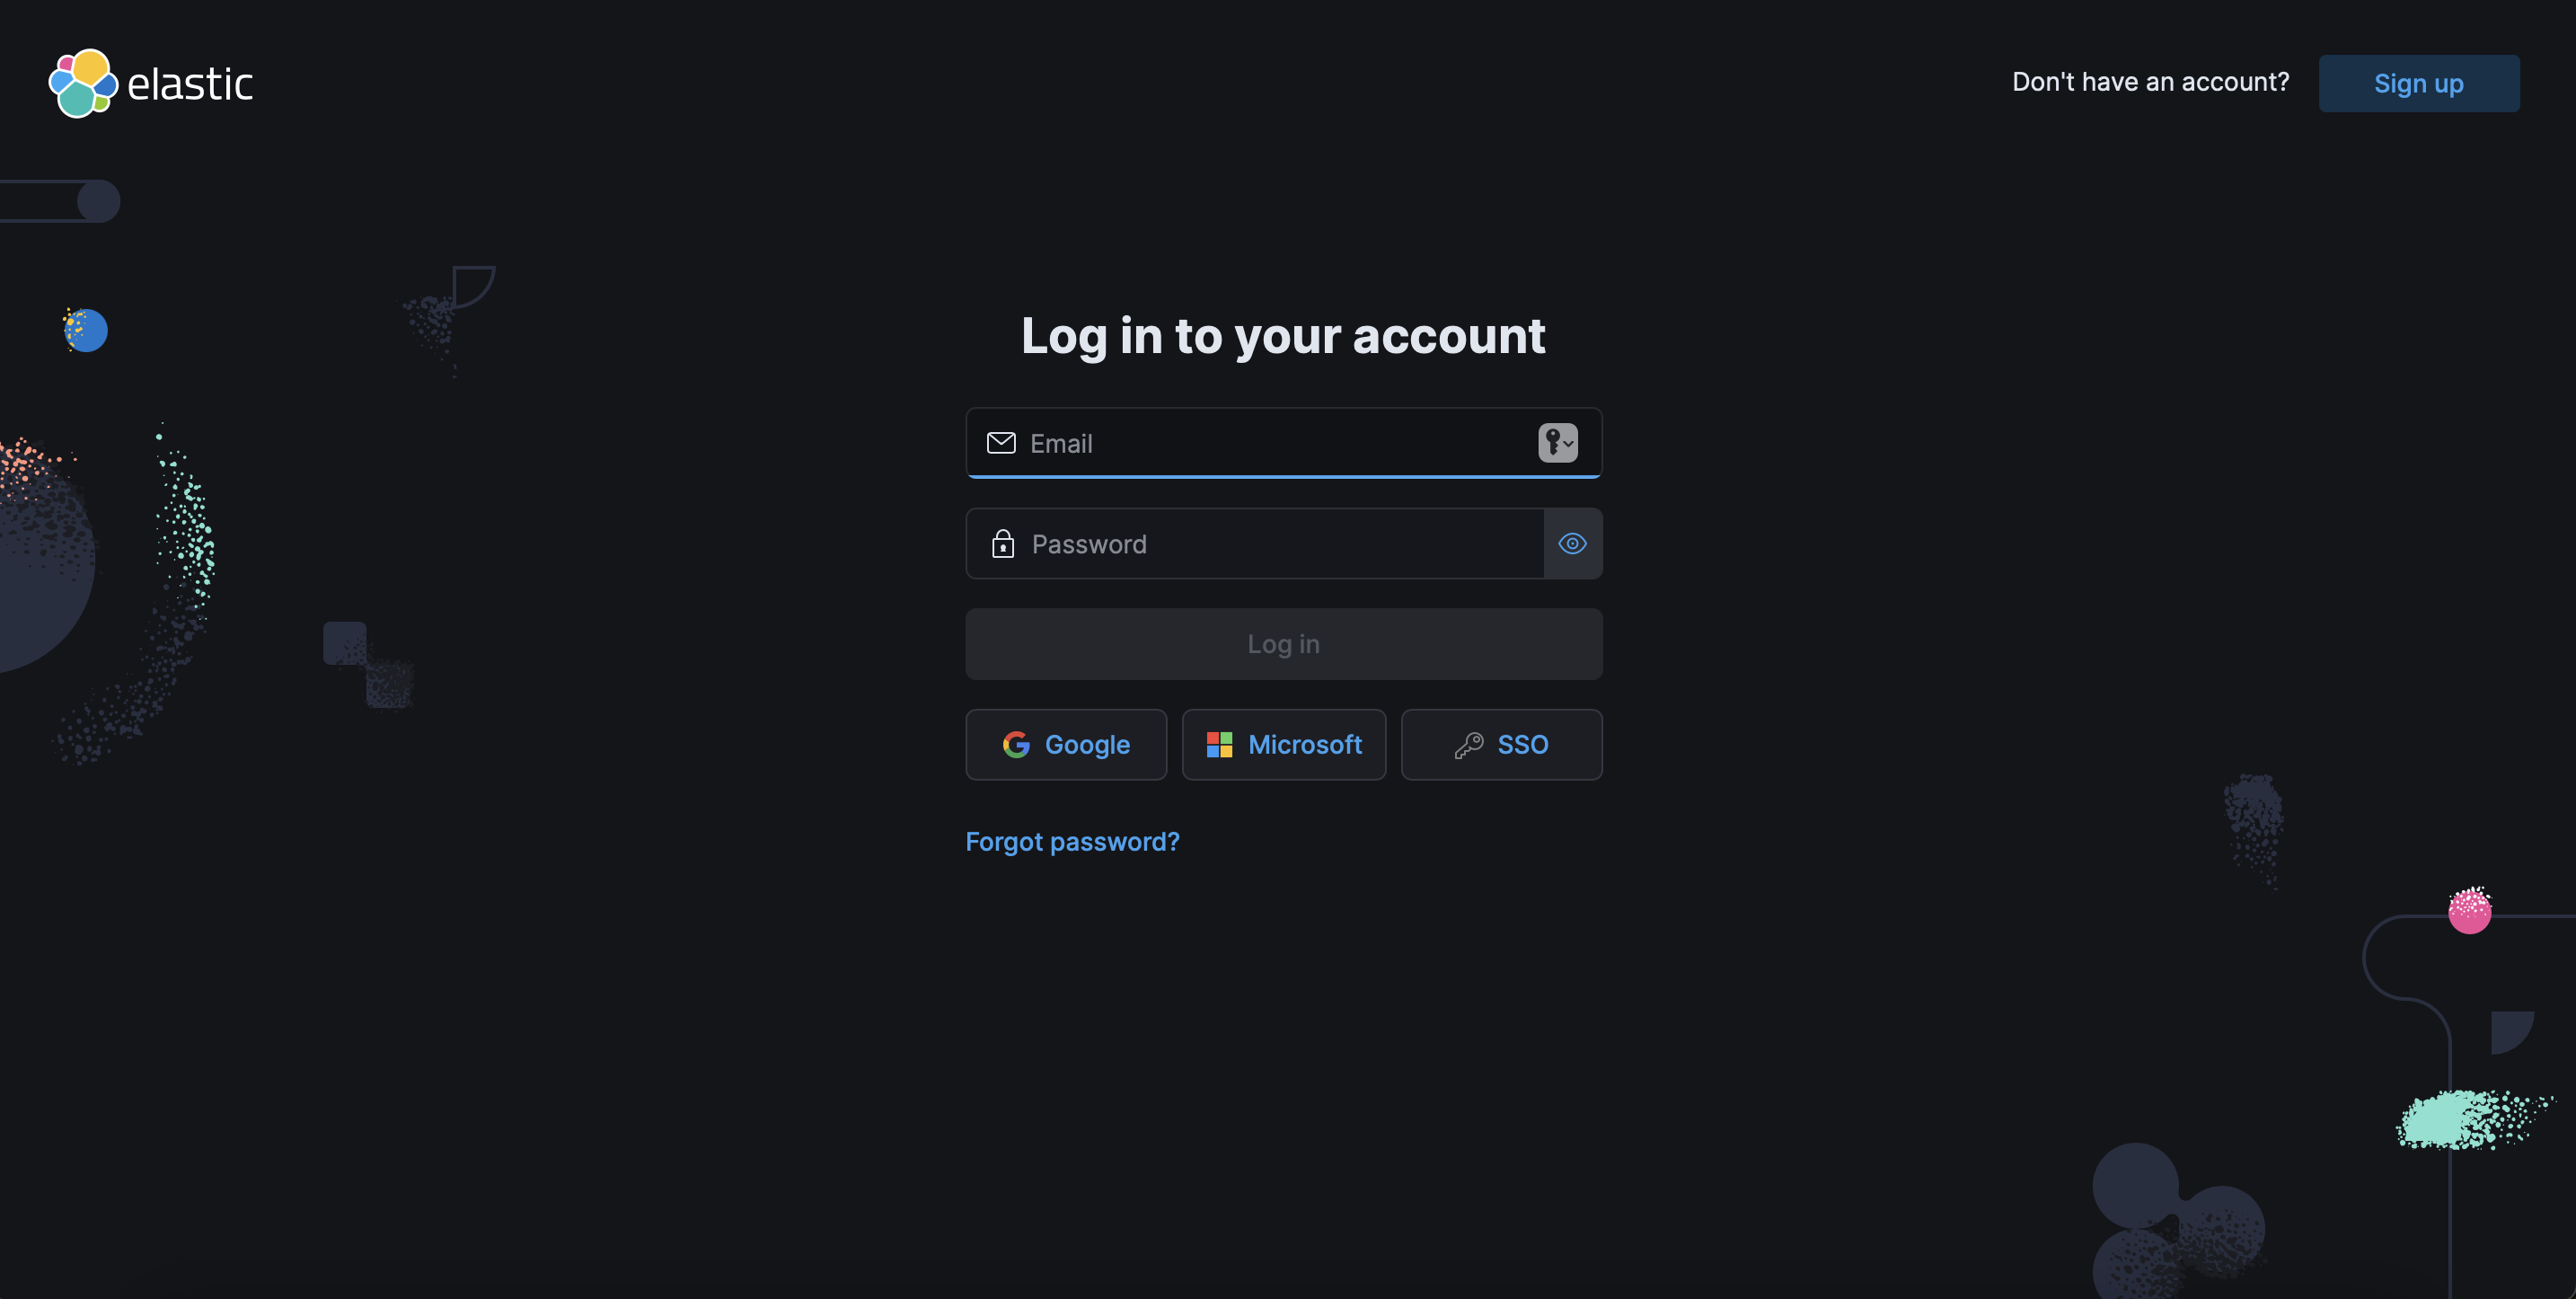 elastic
Don't have an account?
Sign up
Log in to your account
Email
Password
Log in
Google
Microsoft
SSO
Forgot password?